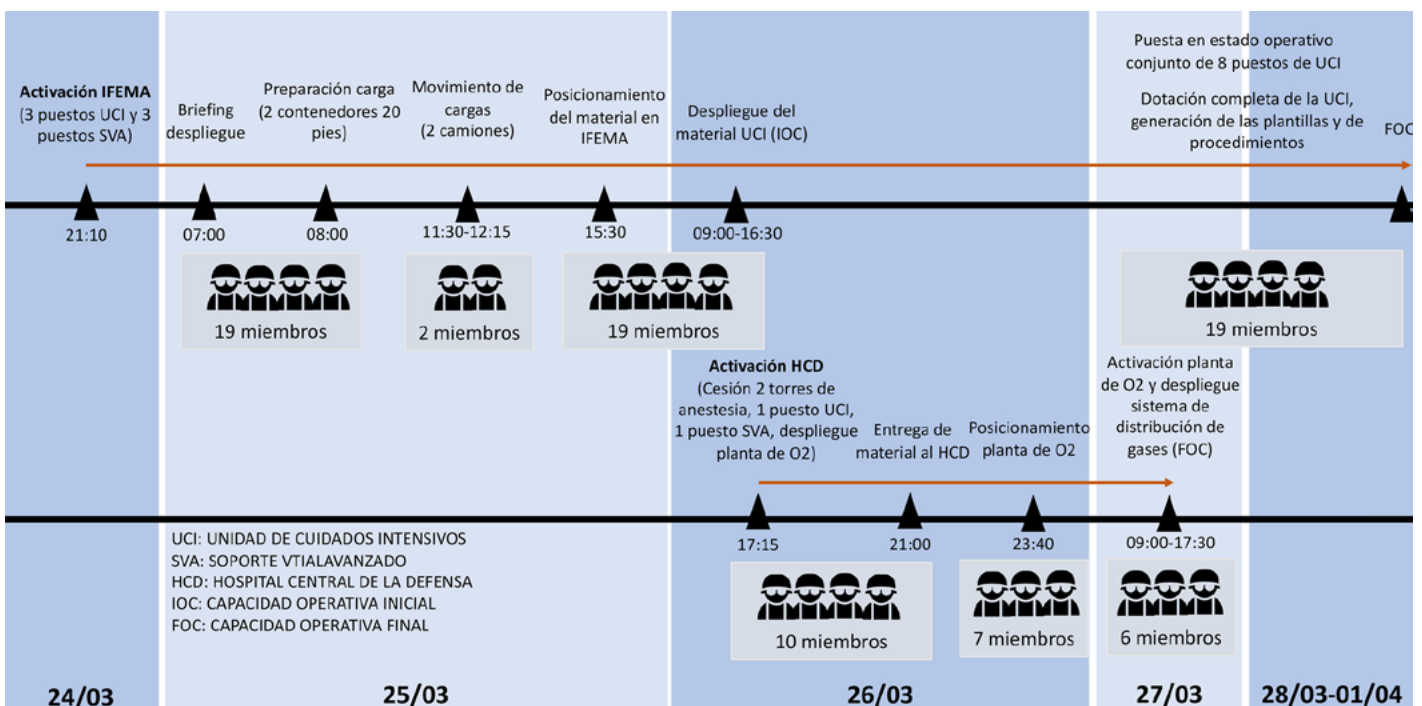 Activación IFEMA
(3 puestos UCI y 3
puestos SVA)
Briefing
despliegue
Preparación carga
(2 contenedores 20
pies)
Movimiento de
cargas
(2 camiones)
Posicionamiento
del material en
IFEMA
Despliegue del
material UCI (IOC)
Puesta en estado operativo
conjunto de 8 puestos de UCI
Dotación completa de la UCI,
generación de las plantillas y de
procedimientos
FOC
21:10
07:00
08:00
11:30-12:15
15:30
09:00-16:30
19 miembros
2 miembros
19 miembros
19 miembros
Activación HCD
(Cesión 2 torres de
anestesia, 1 puesto UCI,
1 puesto SVA, despliegue
planta de O2)
Entrega de
material al HCD
Posicionamiento
planta de O2
Activación planta
de O2 y despliegue
sistema de
distribución de
gases (FOC)
17:15
21:00
23:40
09:00-17:30
10 miembros
7 miembros
6 miembros
UCI: UNIDAD DE CUIDADOS INTENSIVOS
SVA: SOPORTE VTIALAVANZADO
HCD: HOSPITAL CENTRAL DE LA DEFENSA
IOC: CAPACIDAD OPERATIVA INICIAL
FOC: CAPACIDAD OPERATIVA FINAL
24/03
25/03
26/03
27/03
28/03-01/04